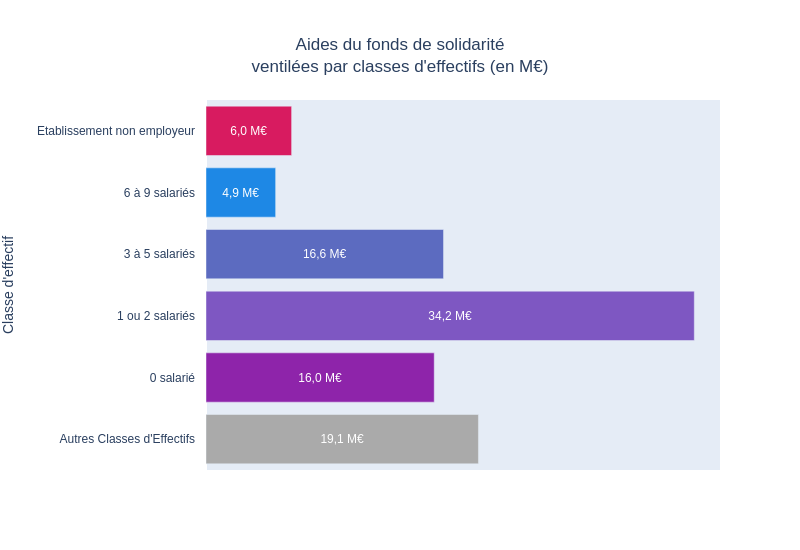 Aides du fonds de solidarité
ventilées par classes d'effectifs (en M€)
Classe d'effectif
Etablissement non employeur
6,0 M€
6 à 9 salariés
4,9 M€
3 à 5 salariés
16,6 M€
1 ou 2 salariés
34,2 M€
0 salarié
16,0 M€
Autres Classes d'Effectifs
19,1 M€